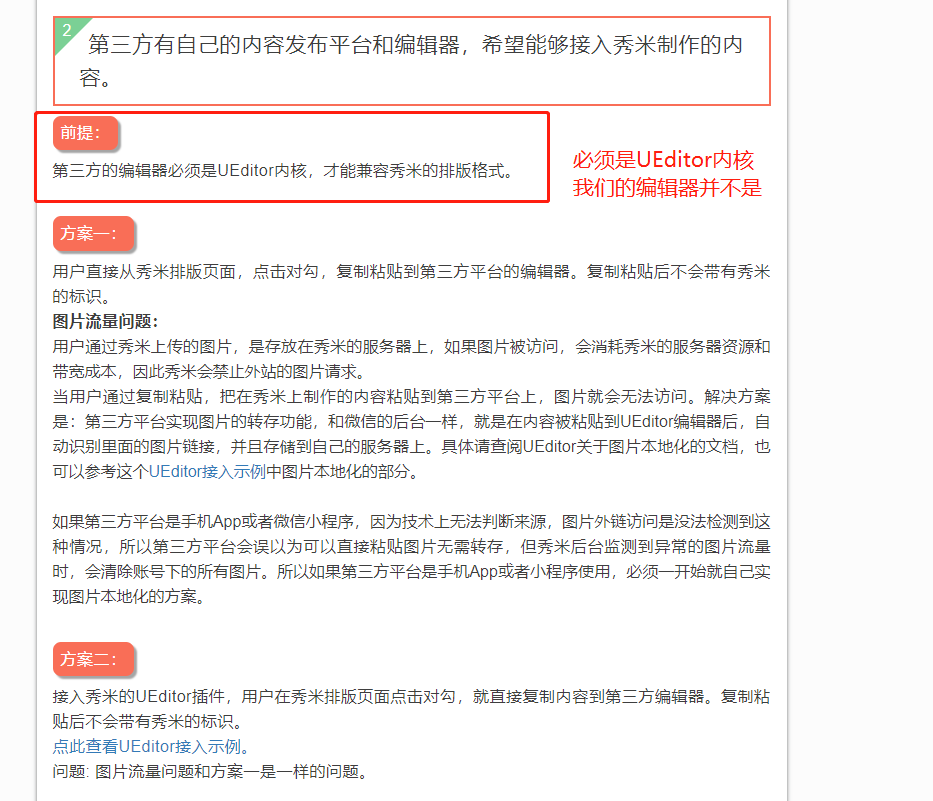 2
第三方有自己的内容发布平台和编辑器，希望能够接入秀米制作的内
容。
前提：
第三方的编辑器必须是UEditor内核，才能兼容秀米的排版格式。
必须是UEditor内核
我们的编辑器并不是
方案一：
用户直接从秀米排版页面，点击对勾，复制粘贴到第三方平台的编辑器。复制粘贴后不会带有秀米
的标识。
图片流量问题：
用户通过秀米上传的图片，是存放在秀米的服务器上，如果图片被访问，会消耗秀米的服务器资源和
带宽成本，因此秀米会禁止外站的图片请求。
当用户通过复制粘贴，把在秀米上制作的内容粘贴到第三方平台上，图片就会无法访问。解决方案
是：第三方平台实现图片的转存功能，和微信的后台一样，就是在内容被粘贴到UEditor编辑器后，自
动识别里面的图片链接，并且存储到自己的服务器上。具体请查阅UEditor关于图片本地化的文档，也
可以参考这个UEditor接入示例中图片本地化的部分。
如果第三方平台是手机App或者微信小程序，因为技术上无法判断来源，图片外链访问是没法检测到这
种情况，所以第三方平台会误以为可以直接粘贴图片无需转存，但秀米后台监测到异常的图片流量
时，会清除账号下的所有图片。所以如果第三方平台是手机App或者小程序使用，必须一开始就自己实
现图片本地化的方案。
方案二：
接入秀米的UEditor插件，用户在秀米排版页面点击对勾，就直接复制内容到第三方编辑器。复制粘
贴后不会带有秀米的标识。
点此查看UEditor接入示例。
问题: 图片流量问题和方案一是一样的问题。